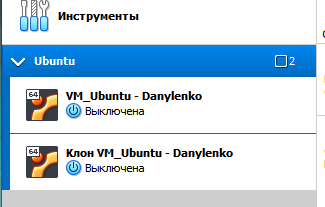 Инструменты
Ubuntu 2
64 VM_Ubuntu - Danylenko
Выключена
64 Клон VM_Ubuntu - Danylenko
Выключена